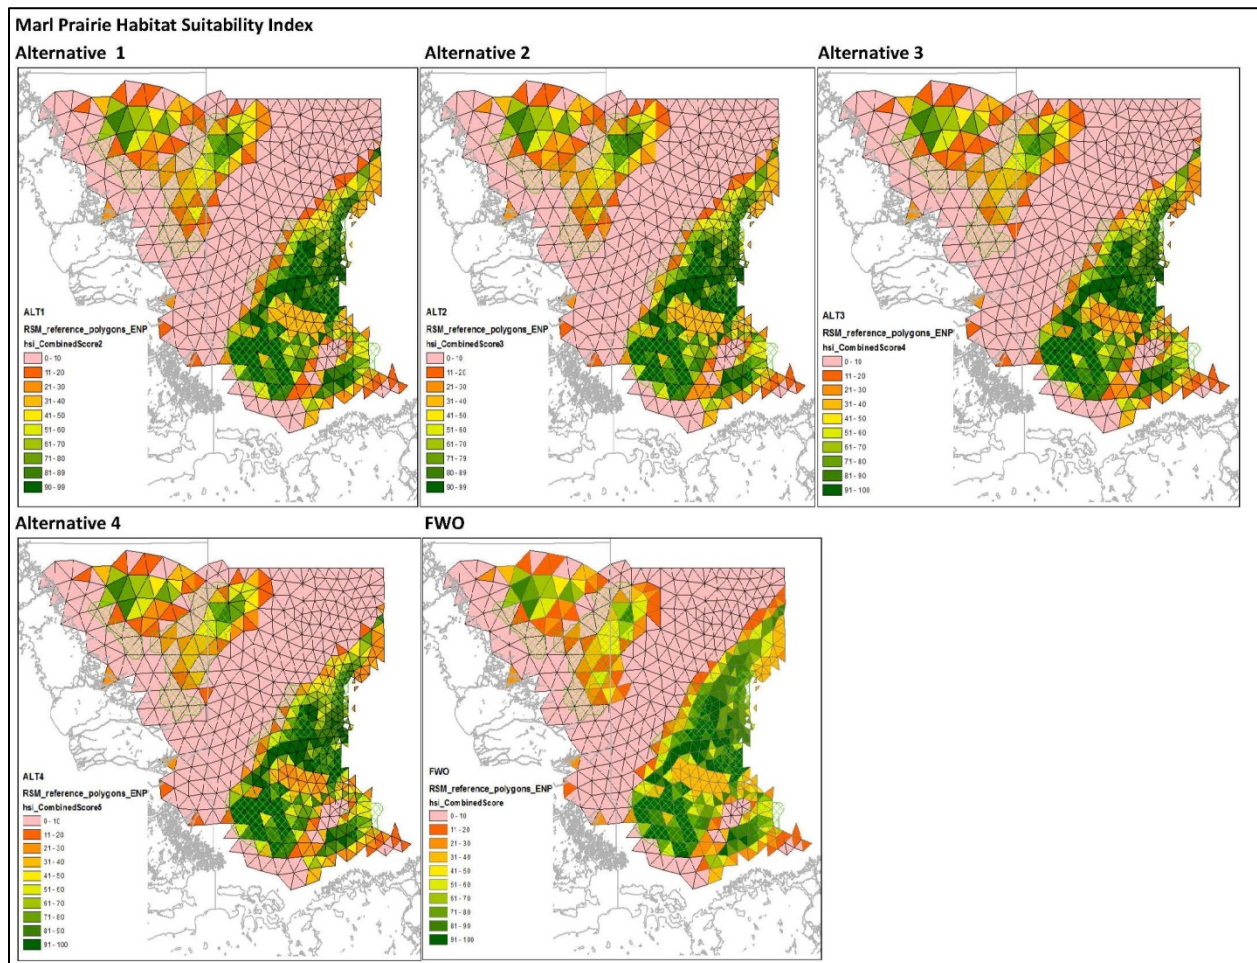 Marl Prairie Habitat Suitability Index
Alternative 1
Alternative 2
Alternative 3
ALT1
RSM_reference_polygons_ENP
hsi_CombinedScore2
0 - 10
11 - 20
21 - 30
31 - 40
41 - 50
51 - 60
61 - 70
71 - 80
81 - 89
90 - 99
ALT2
RSM_reference_polygons_ENP
hsi_CombinedScore3
0 - 10
11 - 20
21 - 30
31 - 40
41 - 50
51 - 60
61 - 70
71 - 79
80 - 89
90 - 99
ALT3
RSM_reference_polygons_ENP
hsi_CombinedScore4
0 - 10
11 - 20
21 - 30
31 - 40
41 - 50
51 - 60
61 - 70
71 - 80
81 - 90
91 - 100
Alternative 4
FWO
ALT4
RSM_reference_polygons_ENP
hsi_CombinedScore5
0 - 10
11 - 20
21 - 30
31 - 40
41 - 50
51 - 60
61 - 70
71 - 80
81 - 90
91 - 100
FWO
RSM_reference_polygons_ENP
hsi_CombinedScore
0 - 10
11 - 20
21 - 30
31 - 40
41 - 50
51 - 60
61 - 70
71 - 80
81 - 90
91 - 100